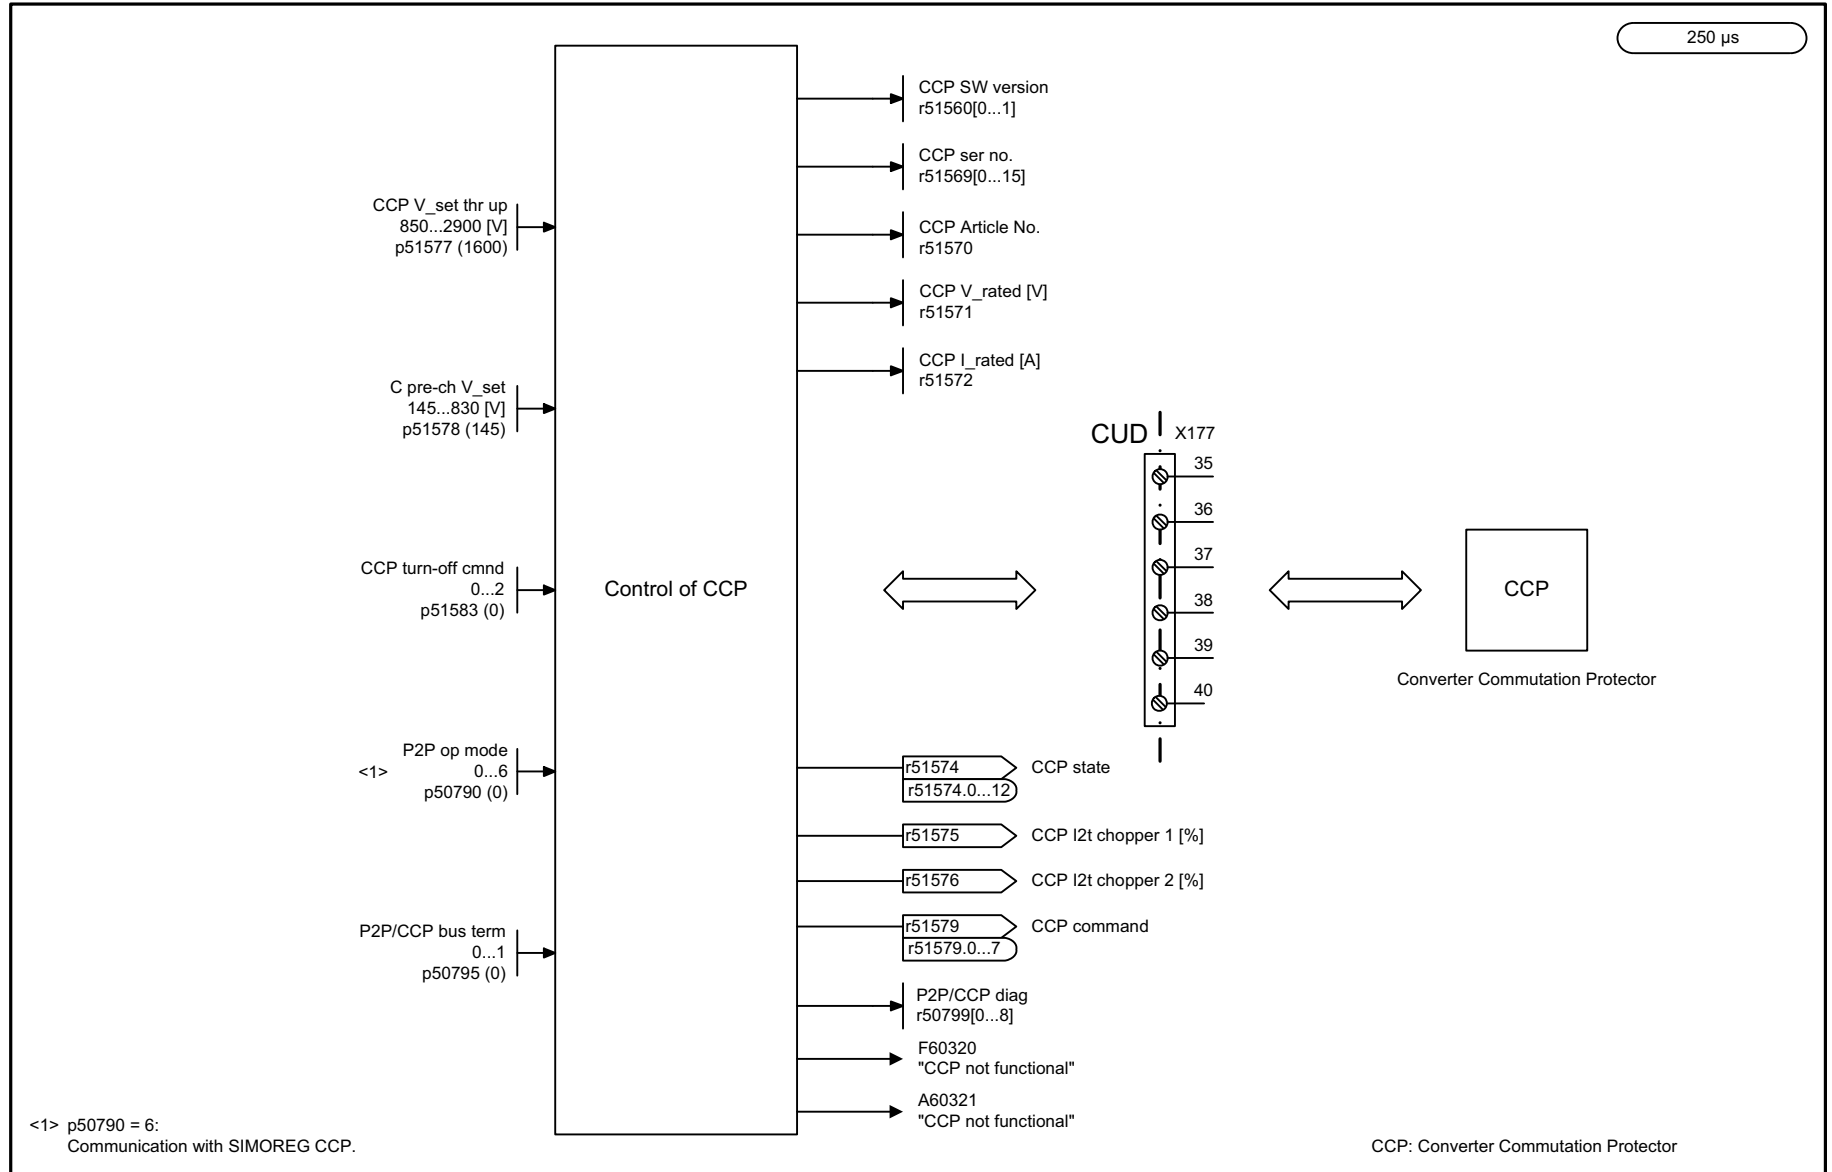 250 µs
CCP SW version
r51560[0...1]
CCP ser no.
r51569[0...15]
CCP V_set thr up
850...2900 [V]
p51577 (1600)
CCP Article No.
r51570
CCP V_rated [V]
r51571
CCP I_rated [A]
r51572
C pre-ch V_set
145...830 [V]
p51578 (145)
CUD
X177
35
36
37
38
39
40
CCP turn-off cmnd
0...2
p51583 (0)
Control of CCP
CCP
Converter Commutation Protector
P2P op mode
<1> 0...6
p50790 (0)
r51574 CCP state
r51574.0...12
r51575 CCP I2t chopper 1 [%]
r51576 CCP I2t chopper 2 [%]
r51579 CCP command
r51579.0...7
P2P/CCP bus term
0...1
p50795 (0)
P2P/CCP diag
r50799[0...8]
F60320
"CCP not functional"
A60321
"CCP not functional"
<1> p50790 = 6:
Communication with SIMOREG CCP.
CCP: Converter Commutation Protector